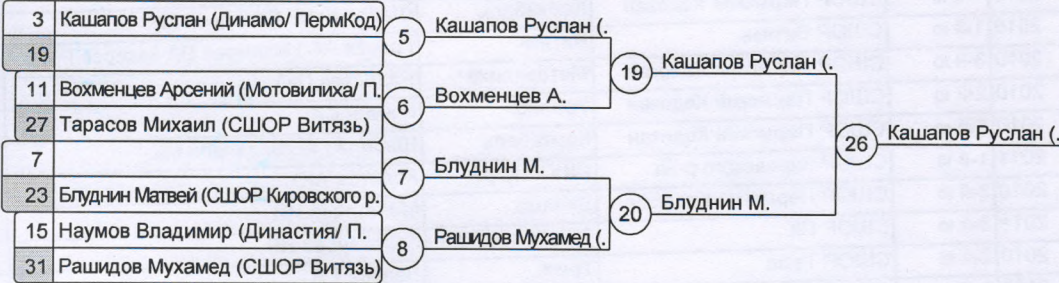 3 Кашапов Руслан (Динамо/ ПермКод)
19
11 Вохменцев Арсений (Мотовилиха/ П.
27 Тарасов Михаил (СШОР Витязь)
7
23 Блуднин Матвей (СШОР Кировского р.
15 Наумов Владимир (Династия/ П.
31 Рашидов Мухамед (СШОР Витязь)
5 Кашапов Руслан (.
6 Вохменцев А.
7 Блуднин М.
8 Рашидов Мухамед (.
19 Кашапов Руслан (.
20 Блуднин М.
26 Кашапов Руслан (.